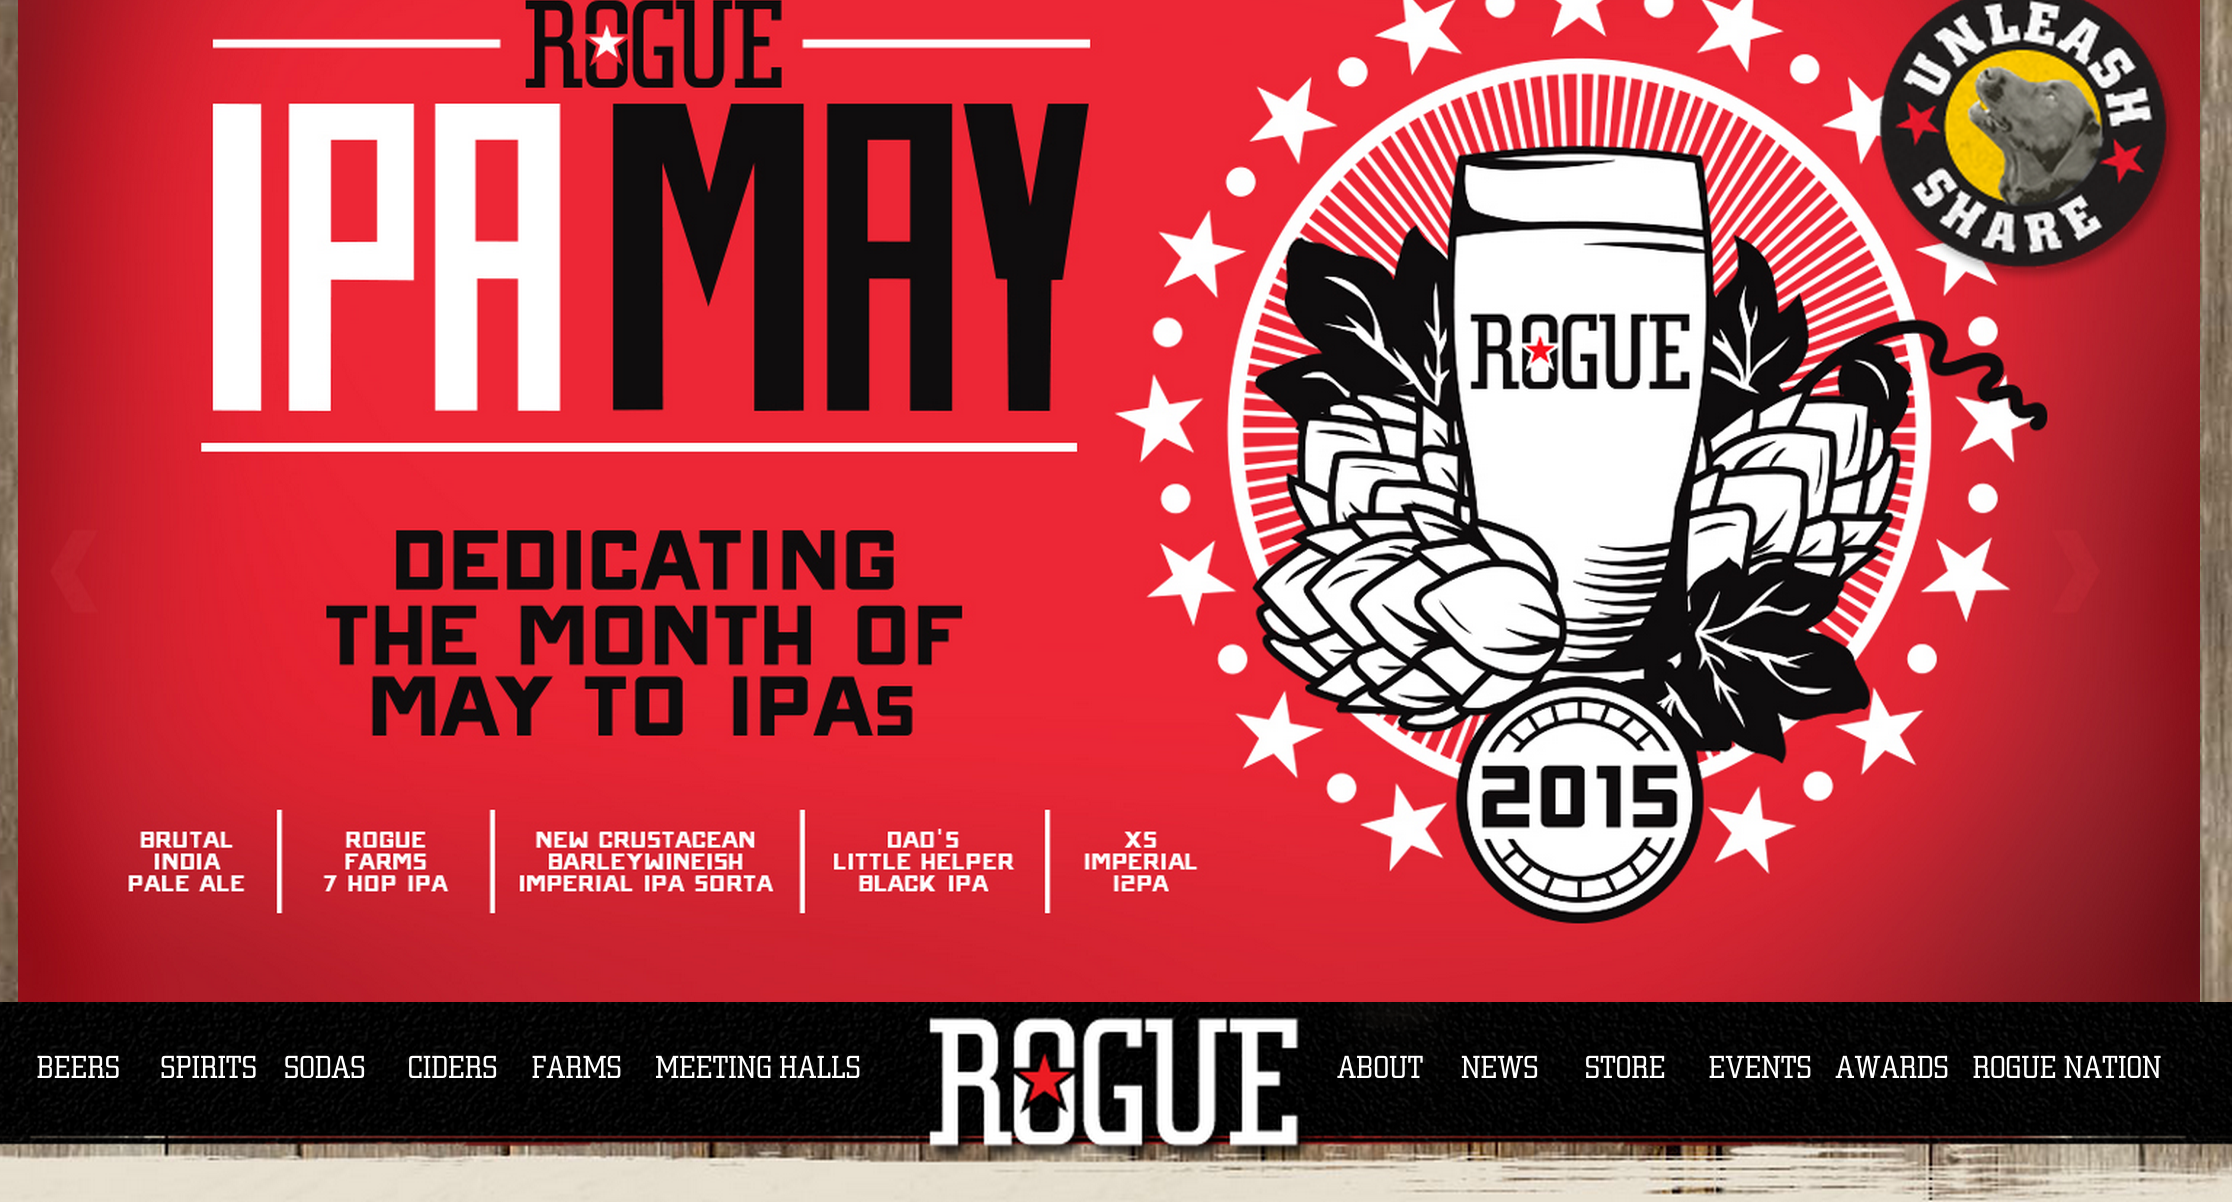 ROGUE
IPA MAY
DEDICATING
THE MONTH OF
MAY TO IPAs
BRUTAL
INDIA
PALE ALE
ROGUE
FARMS
7 HOP IPA
NEW CRUSTACEAN
BARLEYWINEISH
IMPERIAL IPA SORTA
DAD'S
LITTLE HELPER
BLACK IPA
XS
IMPERIAL
I2PA
UNLEASH
SHARE
ROGUE
2015
BEERS SPIRITS SODAS CIDERS FARMS MEETING HALLS ROGUE ABOUT NEWS STORE EVENTS AWARDS ROGUE NATION